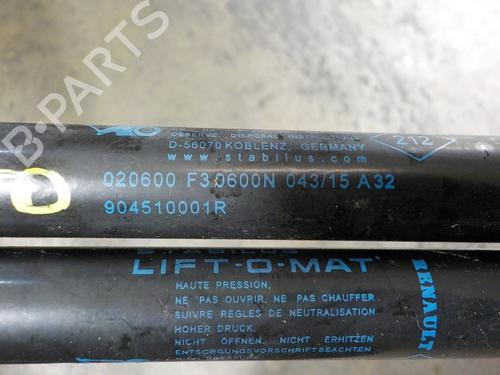 B-PARTS
OBSERVE DISPOSAL INSTRUCTIONS
D-56070 KOBLENZ, GERMANY
www.stabilus.com
212
020600 F30600N 043/15 A32
904510001R
STABILUS
LIFT-O-MAT
RENAULT
HAUTE PRESSION,
NE PAS OUVRIR, NE PAS CHAUFFER
SUIVRE REGLES DE NEUTRALISATION
HOHER DRUCK,
NICHT ÖFFNEN, NICHT ERHITZEN
ENTSORGUNGSVORSCHRIFT BEACHTEN